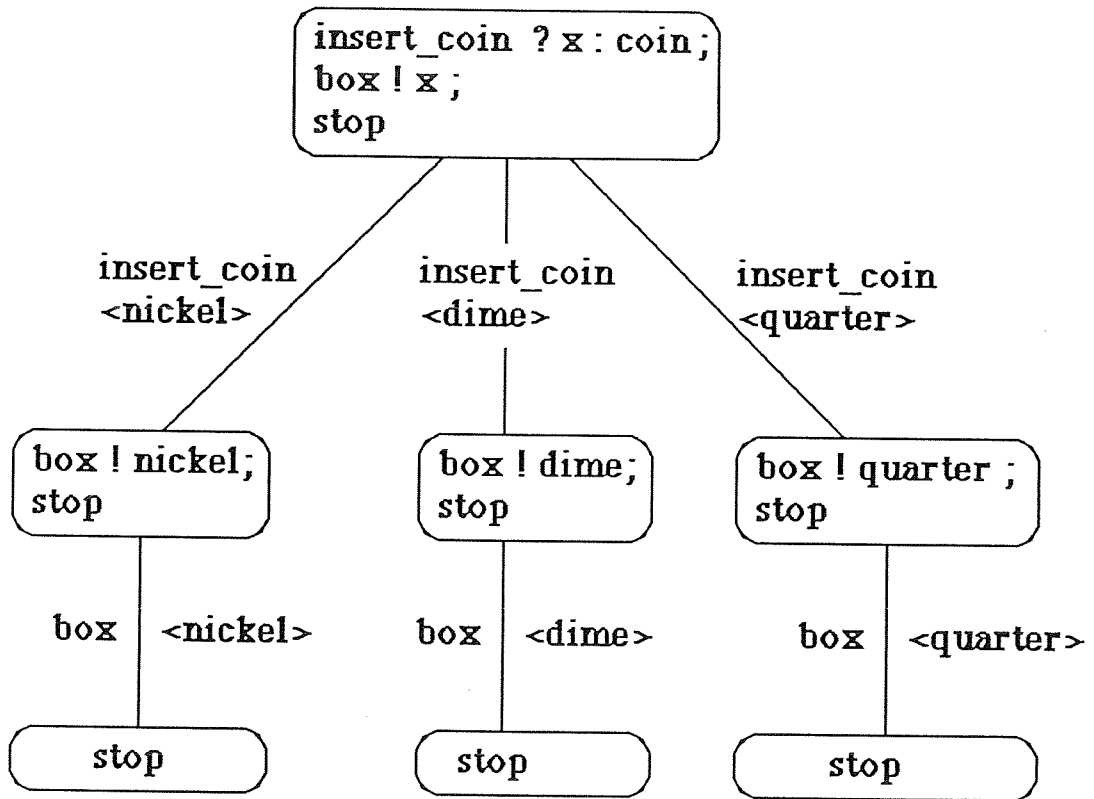 insert_coin ? x : coin;
box ! x ;
stop
insert_coin
<nickel>
insert_coin
<dime>
insert_coin
<quarter>
box ! nickel;
stop
box ! dime;
stop
box ! quarter ;
stop
box <nickel>
box <dime>
box <quarter>
stop
stop
stop